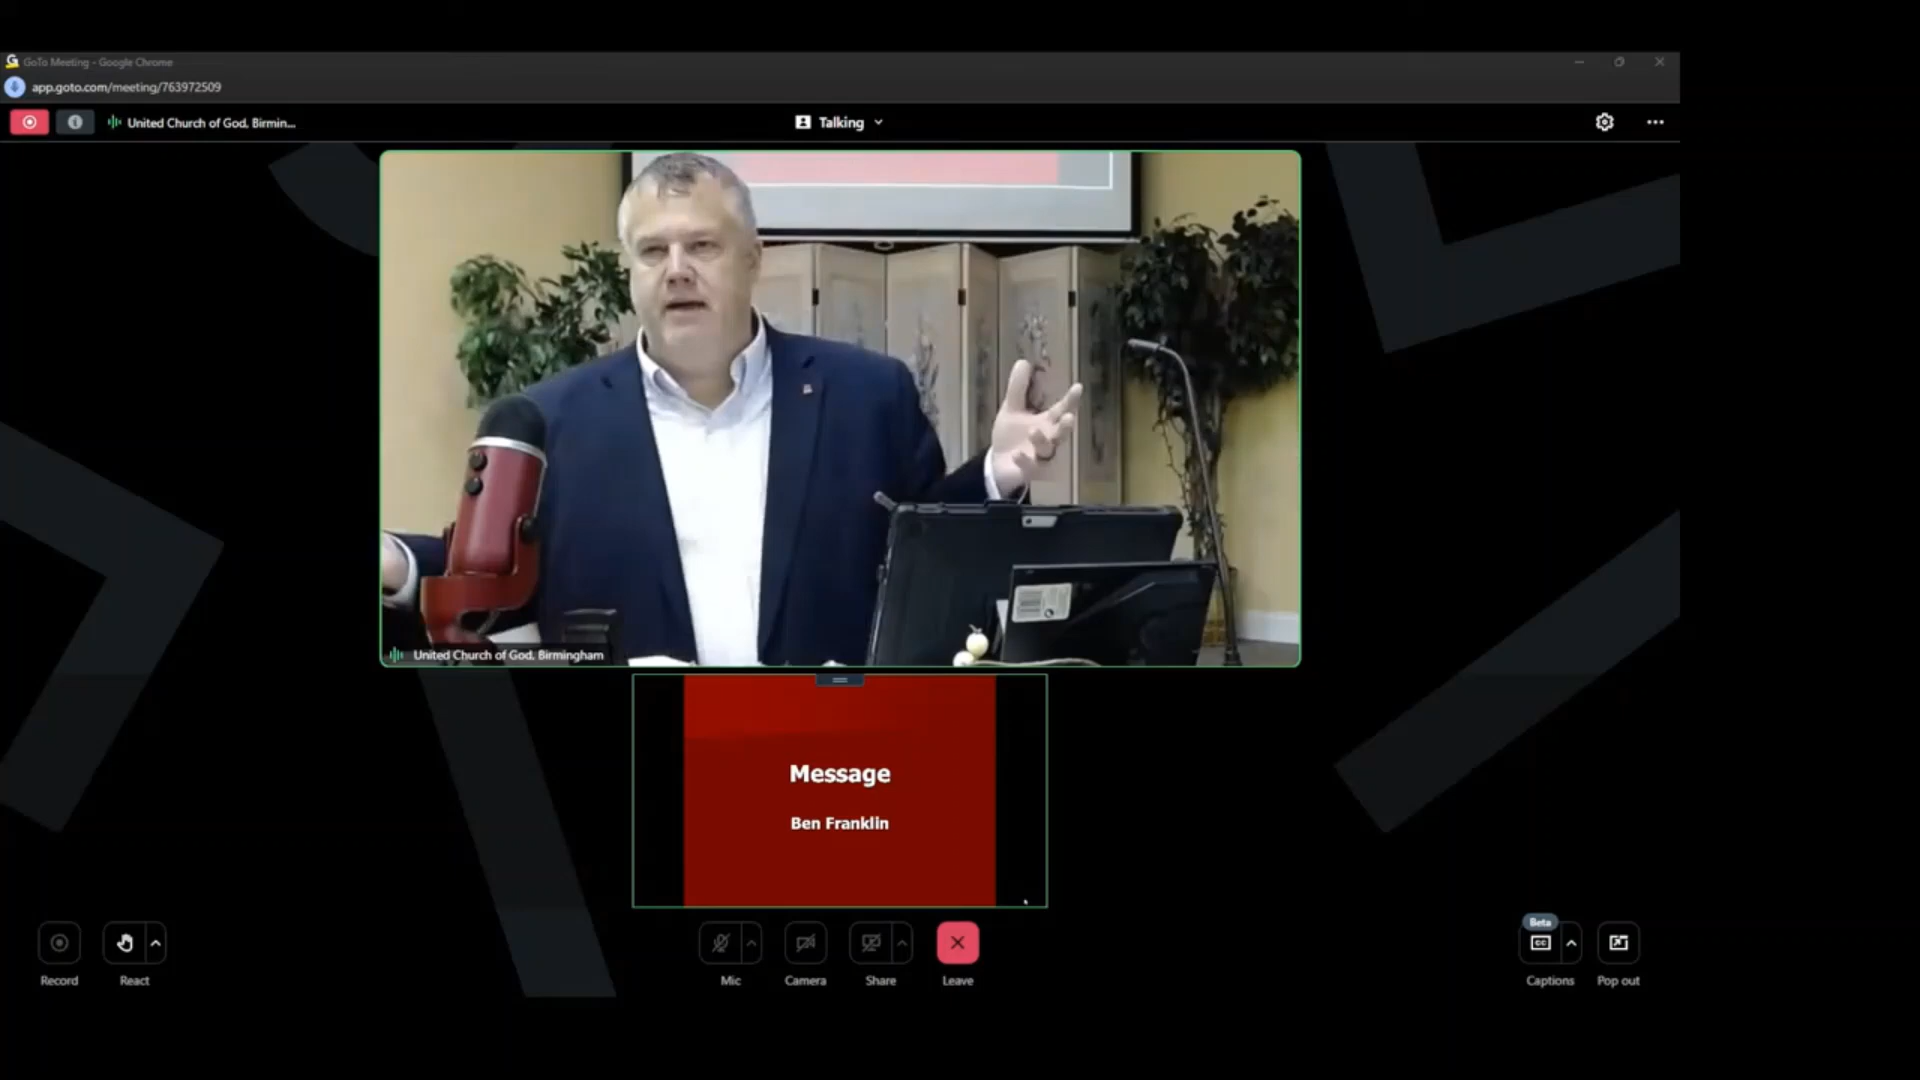 GoTo Meeting - Google Chrome
app.goto.com/meeting/763972509
United Church of God, Birmin...
Talking
United Church of God, Birmingham
Message
Ben Franklin
Record
React
Mic
Camera
Share
Leave
Beta
CC
Captions
Pop out